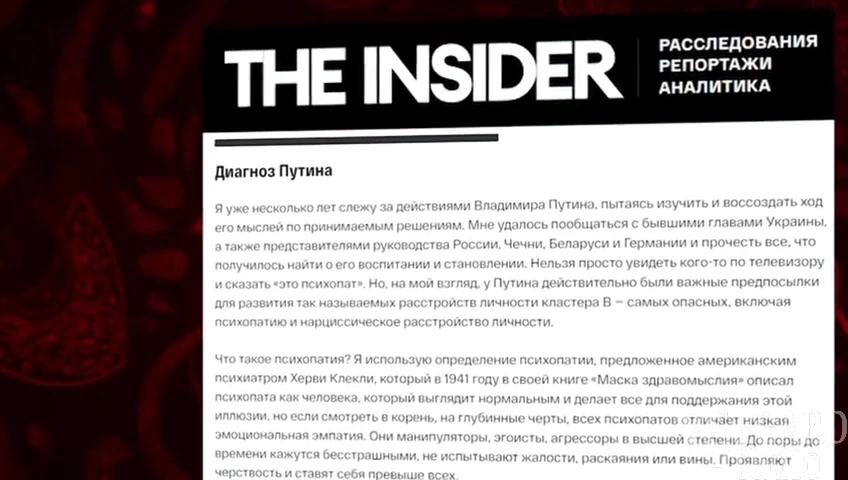 THE INSIDER
РАССЛЕДОВАНИЯ
РЕПОРТАЖИ
АНАЛИТИКА
Диагноз Путина
Я уже несколько лет слежу за действиями Владимира Путина, пытаясь изучить и воссоздать ход
его мыслей по принимаемым решениям. Мне удалось пообщаться с бывшими главами Украины,
а также представителями руководства России, Чечни, Беларуси и Германии и прочесть все, что
получилось найти о его воспитании и становлении. Нельзя просто увидеть кого-то по телевизору
и сказать «это психопат». Но, на мой взгляд, у Путина действительно были важные предпосылки
для развития так называемых расстройств личности кластера B – самых опасных, включая
психопатию и нарциссическое расстройство личности.
Что такое психопатия? Я использую определение психопатии, предложенное американским
психиатром Херви Клекли, который в 1941 году в своей книге «Маска здравомыслия» описал
психопата как человека, который выглядит нормальным и делает все для поддержания этой
иллюзии, но если смотреть в корень, на глубинные черты, всех психопатов отличает низкая
эмоциональная эмпатия. Они манипуляторы, эгоисты, агрессоры в высшей степени. До поры до
времени кажутся бесстрашными, не испытывают жалости, раскаяния или вины. Проявляют
черствость и ставят себя превыше всех.